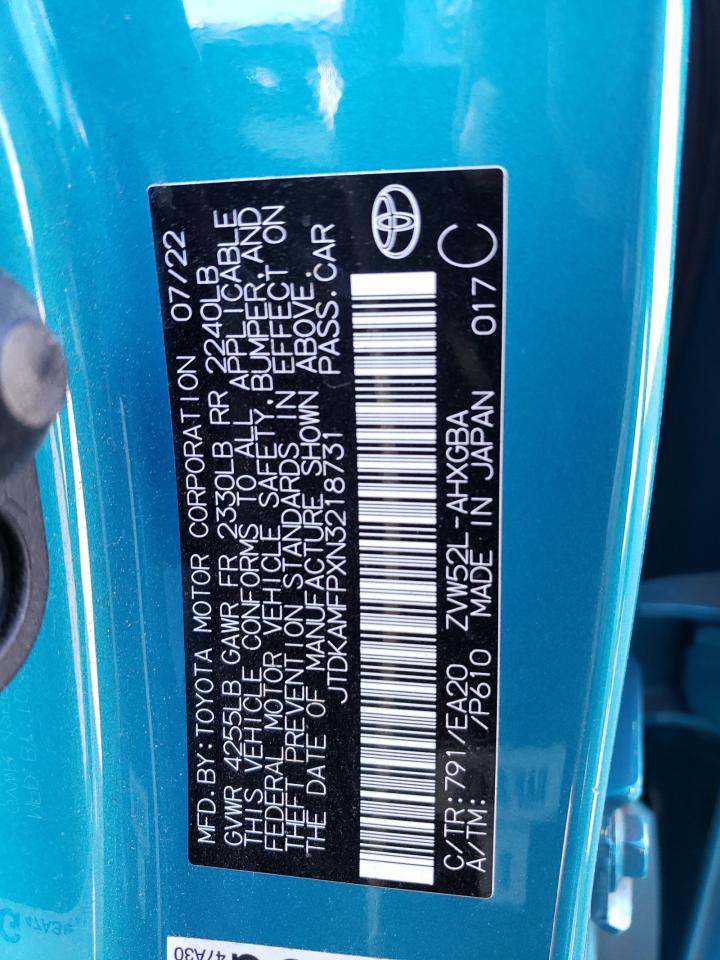 MFD.BY:TOYOTA MOTOR CORPORATION 07/22
GVWR 4255LB GAWR FR 2330LB RR 2240LB
THIS VEHICLE CONFORMS TO ALL APPLICABLE
FEDERAL MOTOR VEHICLE SAFETY,BUMPER,AND
THEFT PREVENTION STANDARDS IN EFFECT ON
THE DATE OF MANUFACTURE SHOWN ABOVE.
JTDKAMFPXN3218731 PASS.CAR
C/TR:791/EA20 ZVW52L-AHXGBA
A/TM: /P610 MADE IN JAPAN 017 C
47A30